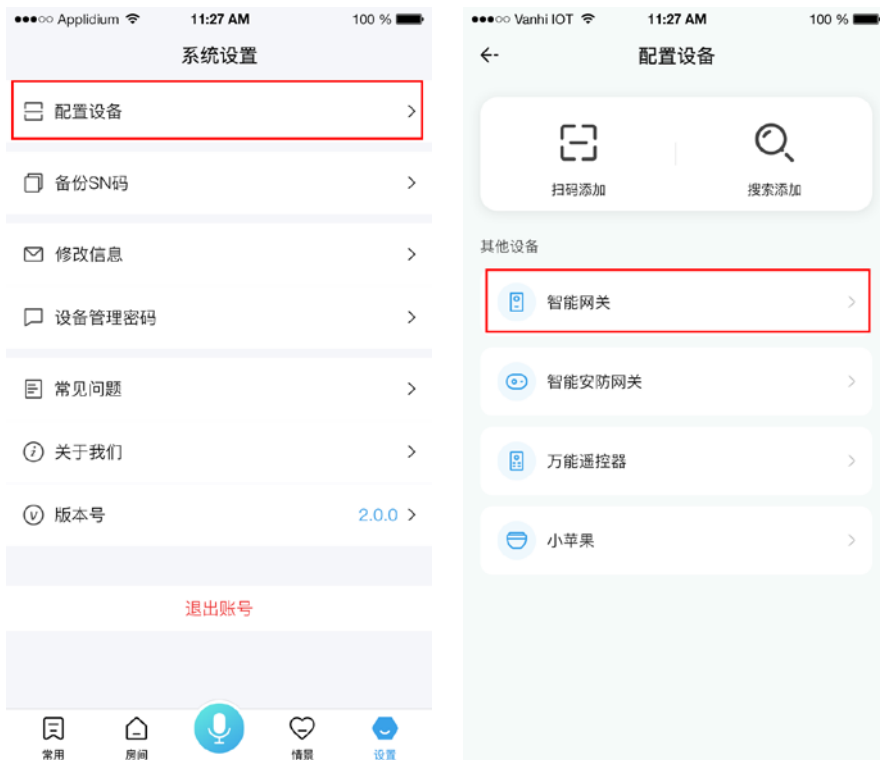 Applidium 11:27 AM 100 %
系统设置
配置设备
备份SN码
修改信息
设备管理密码
常见问题
关于我们
版本号 2.0.0
退出账号
常用 房间 情景 设置
Vanhi IOT 11:27 AM 100 %
配置设备
扫码添加 搜索添加
其他设备
智能网关
智能安防网关
万能遥控器
小苹果